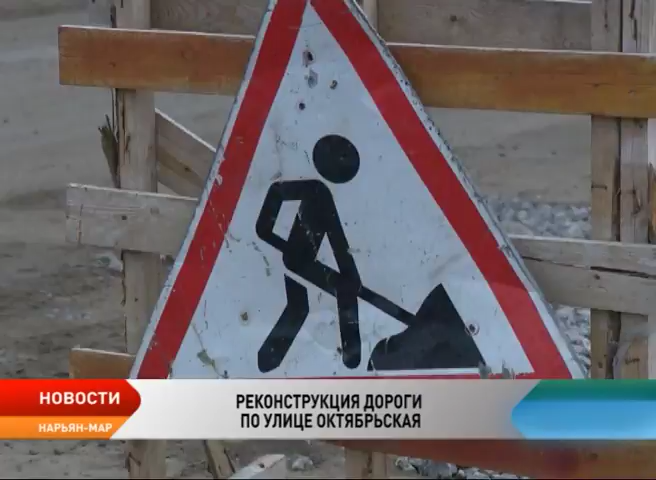 НОВОСТИ
НАРЬЯН-МАР
РЕКОНСТРУКЦИЯ ДОРОГИ
ПО УЛИЦЕ ОКТЯБРЬСКАЯ